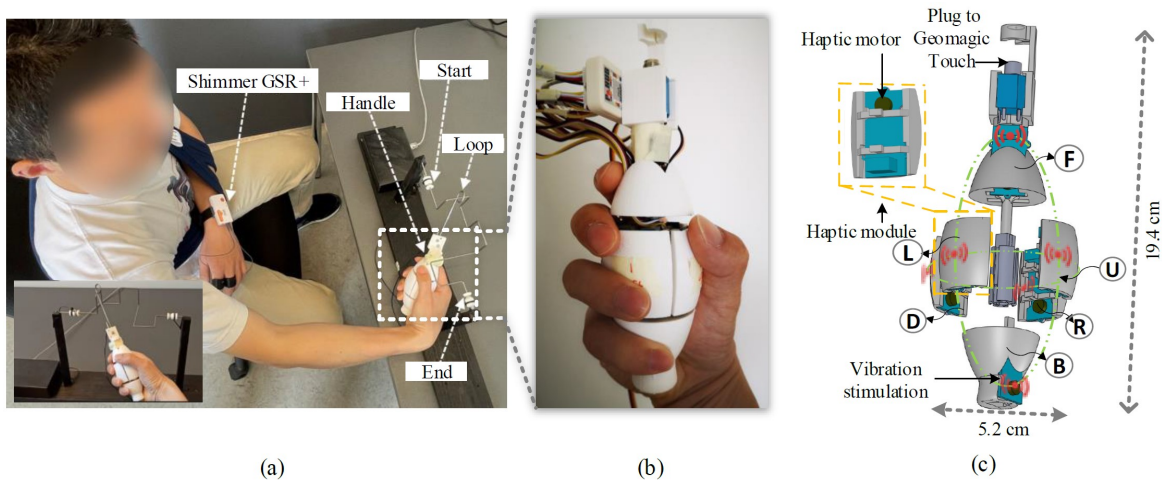 Shimmer GSR+
Handle
Start
Loop
End
(a)
(b)
Plug to
Geomagic
Touch
Haptic motor
Haptic module
F
L
U
D
R
B
Vibration
stimulation
19.4 cm
5.2 cm
(c)